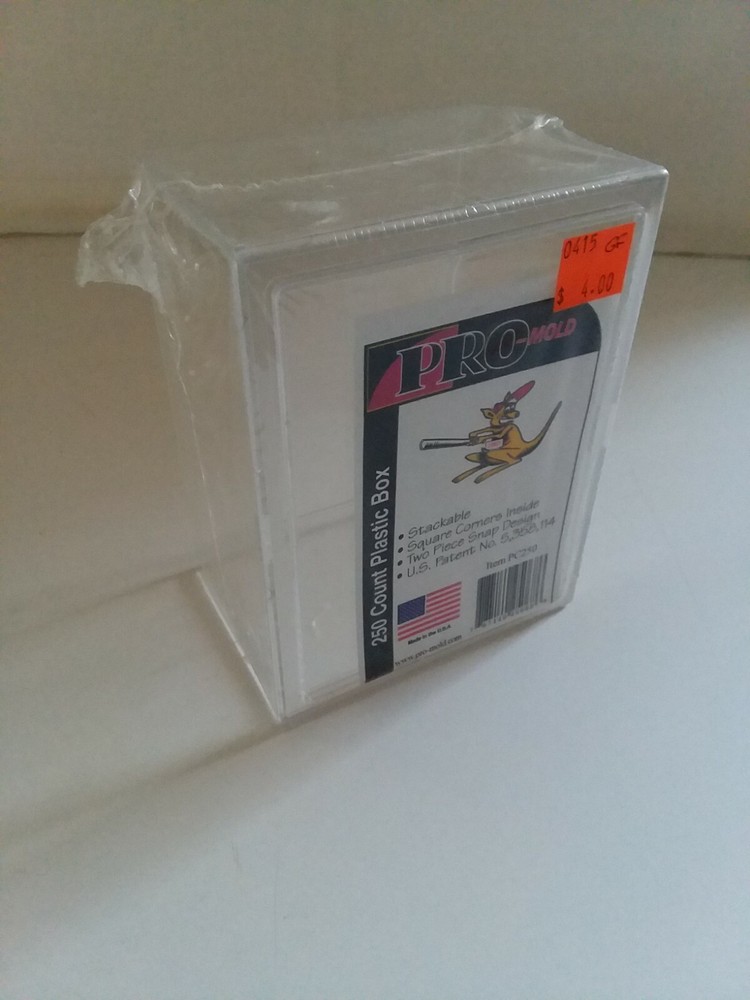 0415 GF
$ 4.00
PRO-MOLD
250 Count Plastic Box
• Stackable
• Square Corners Inside
• Two Piece Snap Design
• U.S. Patent No. 5,368,114
Item PC250
Made in the U.S.A.
www.pro-mold.com